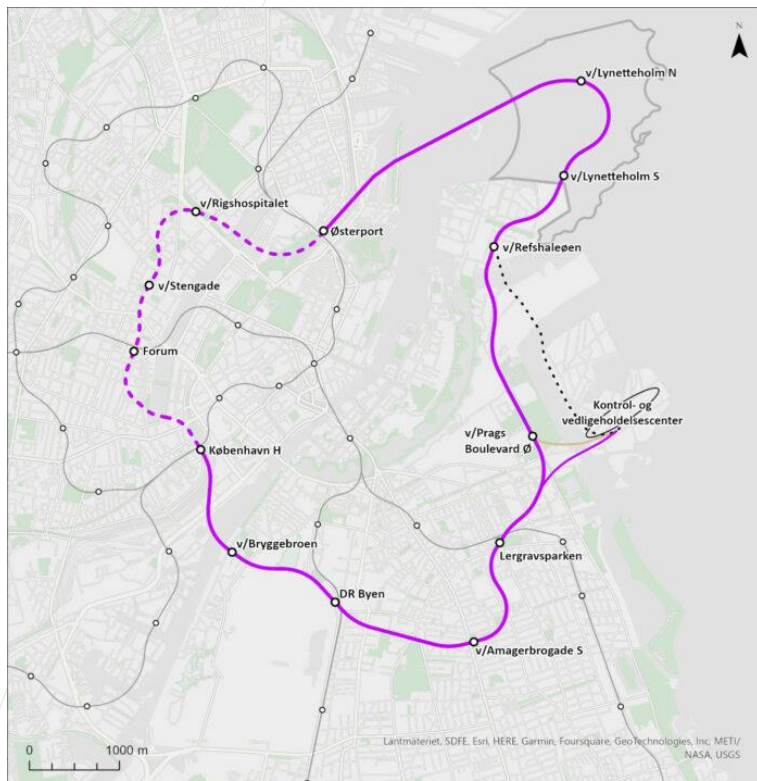 N
v/Lynetteholm N
v/Lynetteholm S
v/Rigshospitalet
Østerport
v/Refshaleøen
v/Stengade
Forum
Kontrol- og
vedligeholdelsescenter
v/Prags
Boulevard Ø
København H
v/Bryggebroen
Lergravsparken
DR Byen
v/Amagerbrogade S
Lantmäteriet, SDFE, Esri, HERE, Garmin, Foursquare, GeoTechnologies, Inc, METI/
NASA, USGS
0 1000 m